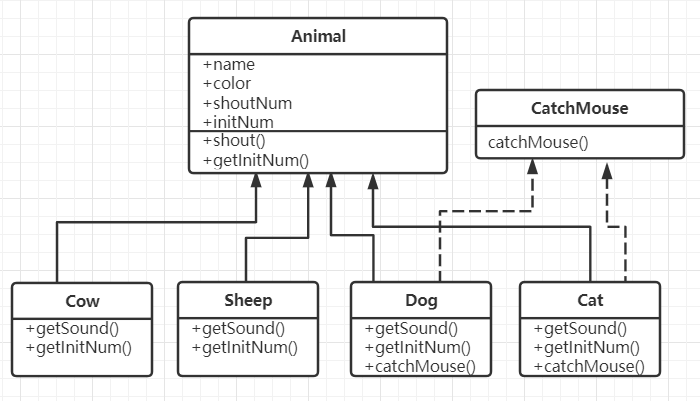 Animal
+name
+color
+shoutNum
+initNum
+shout()
+getInitNum()
CatchMouse
catchMouse()
Cow
+getSound()
+getInitNum()
Sheep
+getSound()
+getInitNum()
Dog
+getSound()
+getInitNum()
+catchMouse()
Cat
+getSound()
+getInitNum()
+catchMouse()